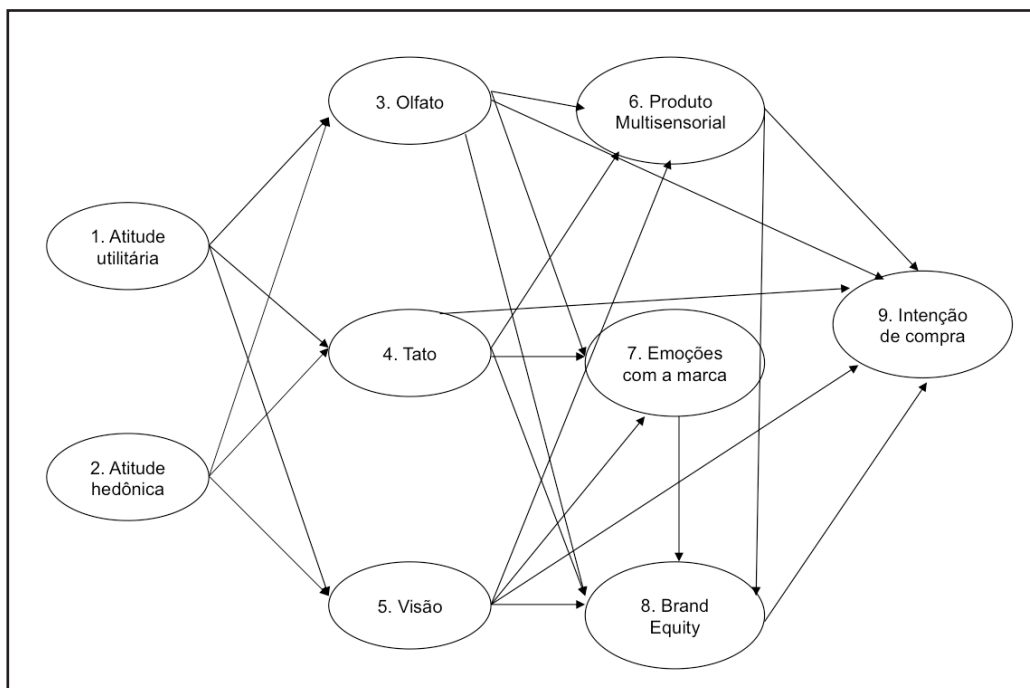 1. Atitude
utilitária
2. Atitude
hedônica
3. Olfato
4. Tato
5. Visão
6. Produto
Multisensorial
7. Emoções
com a marca
8. Brand
Equity
9. Intenção
de compra